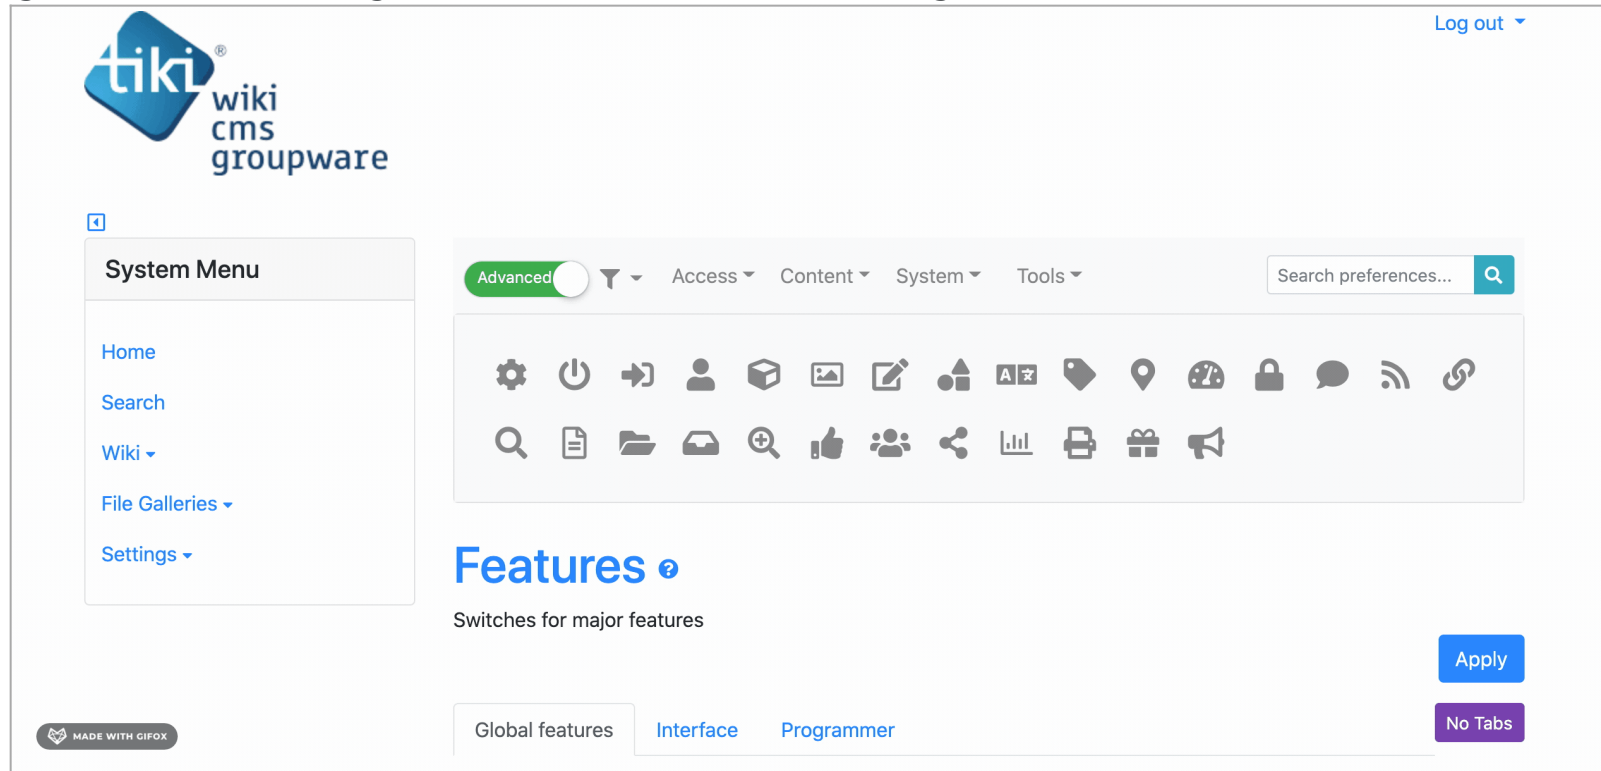 Log out
tiki®
wiki
cms
groupware
System Menu
Home
Search
Wiki
File Galleries
Settings
Advanced Access Content System Tools Search preferences...
A
Features ?
Switches for major features
Apply
Global features Interface Programmer No Tabs
MADE WITH GIFOX